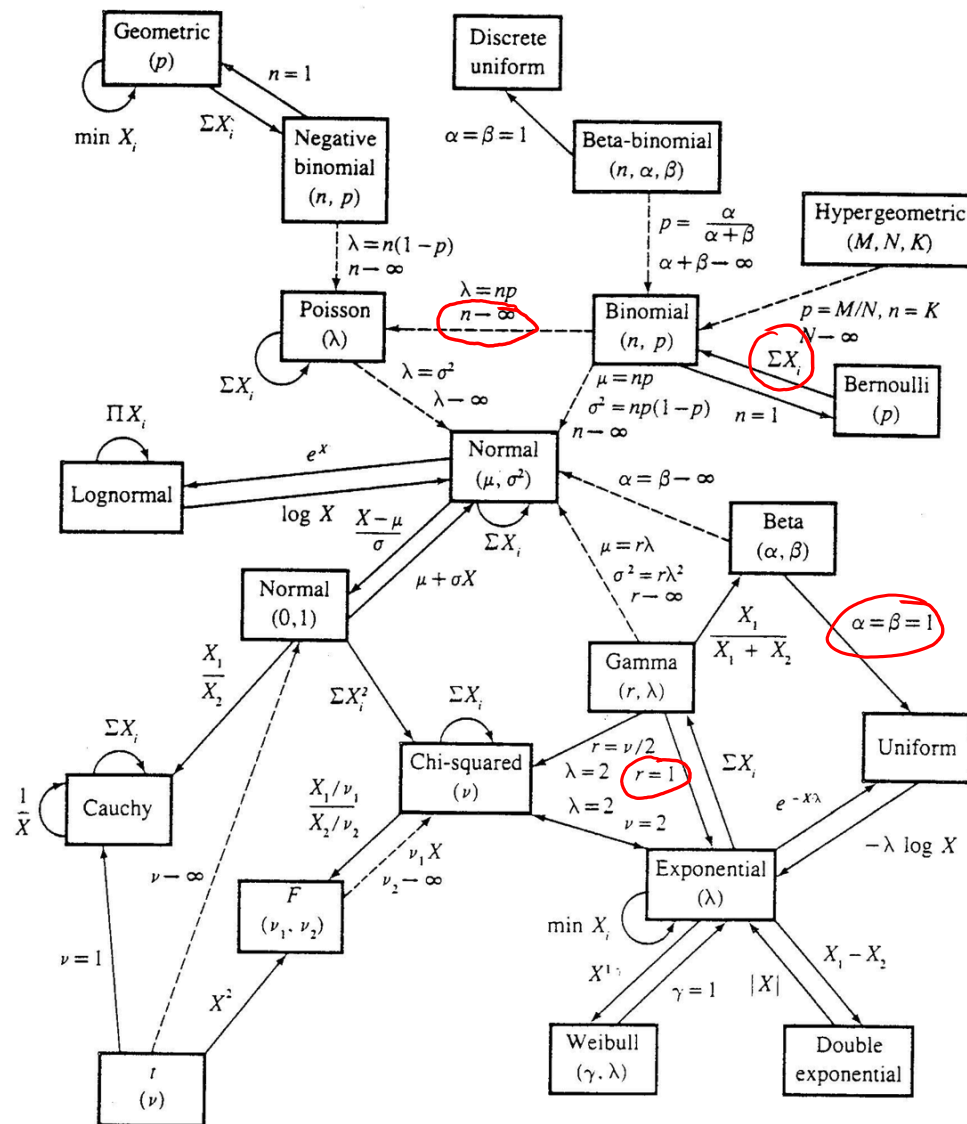 Geometric
(p)
n = 1
min X_i
ΣX_i
Negative
binomial
(n, p)
Discrete
uniform
α = β = 1
Beta-binomial
(n, α, β)
Hypergeometric
(M, N, K)
λ = n(1 − p)
n → ∞
p = α / (α + β)
α + β → ∞
λ = np
n → ∞
Poisson
(λ)
Binomial
(n, p)
p = M/N, n = K
N → ∞
ΣX_i
ΣX_i
Bernoulli
(p)
n = 1
λ = σ²
λ → ∞
μ = np
σ² = np(1 − p)
n → ∞
ΠX_i
Lognormal
e^X
log X
Normal
(μ, σ²)
ΣX_i
α = β → ∞
Beta
(α, β)
(X − μ) / σ
μ + σX
μ = rλ
σ² = rλ²
r → ∞
Normal
(0, 1)
X_1 / (X_1 + X_2)
α = β = 1
Gamma
(r, λ)
X_1 / X_2
ΣX_i²
ΣX_i
ΣX_i
Cauchy
1 / X
Chi-squared
(ν)
r = ν/2
λ = 2
r = 1
ΣX_i
Uniform
(X_1/ν_1) / (X_2/ν_2)
λ = 2
ν = 2
e^−X/λ
−λ log X
ν_1 X
ν_2 → ∞
ν → ∞
F
(ν_1, ν_2)
Exponential
(λ)
min X_i
ν = 1
X²
γ = 1
|X|
X_1 − X_2
t
(ν)
Weibull
(γ, λ)
Double
exponential